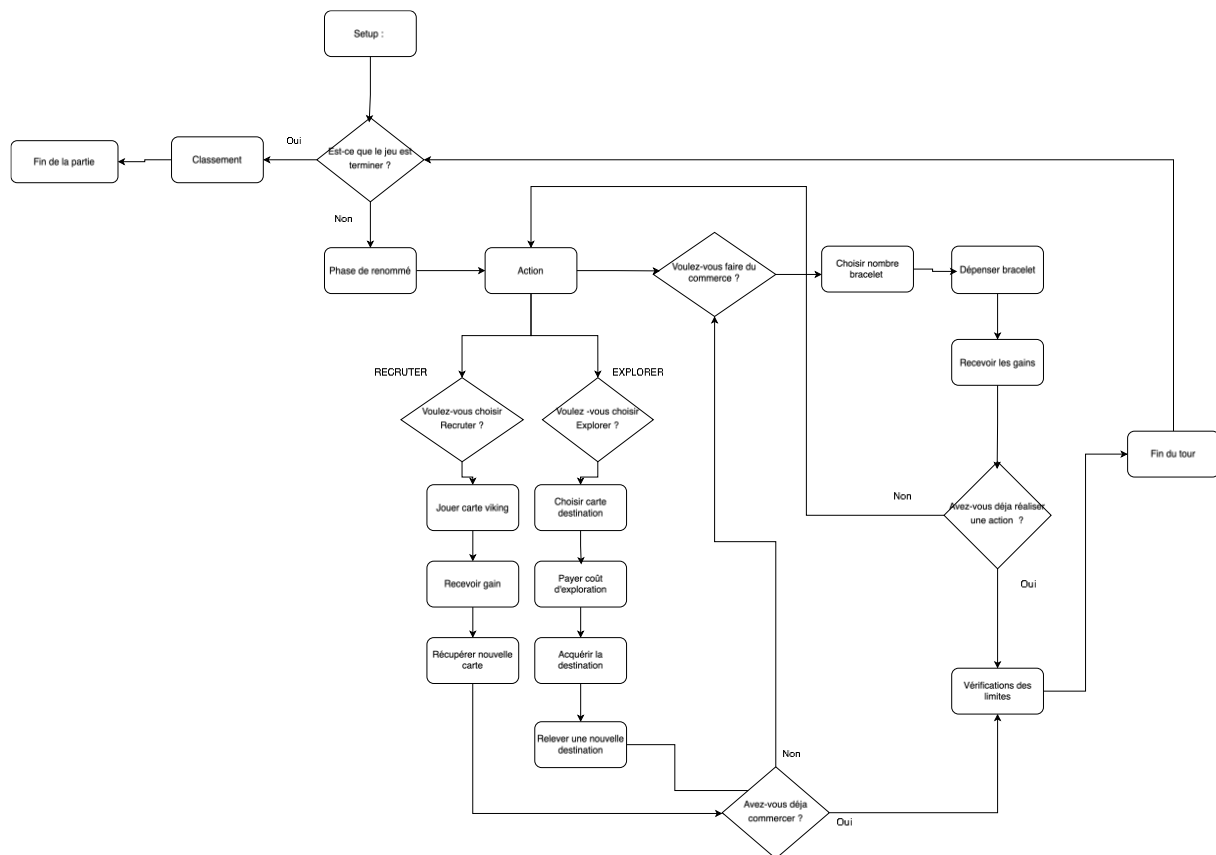 Setup :
Oui
Est-ce que le jeu est
terminer ?
Classement
Fin de la partie
Non
Phase de renommé
Action
Voulez-vous faire du
commerce ?
Choisir nombre
bracelet
Dépenser bracelet
Recevoir les gains
RECRUTER
EXPLORER
Voulez-vous choisir
Recruter ?
Voulez -vous choisir
Explorer ?
Fin du tour
Jouer carte viking
Choisir carte
destination
Non
Avez-vous déja réaliser
une action ?
Oui
Recevoir gain
Payer coût
d'exploration
Récupérer nouvelle
carte
Acquérir la
destination
Vérifications des
limites
Relever une nouvelle
destination
Non
Avez-vous déja
commercer ?
Oui